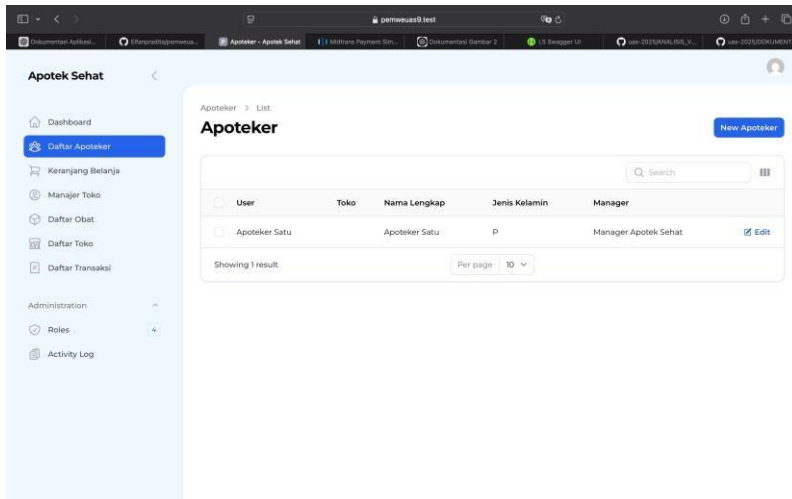 pemweuas9.test
Dokumentasi Aplikasi...
Apoteker - Apotek Sehat
Midtrans Payment Sim...
Dokumentasi Gambar 2
L5 Swagger UI
uas-2025/ANALISIS_V...
uas-2025/DOKUMENT
Apotek Sehat
Dashboard
Daftar Apoteker
Keranjang Belanja
Manajer Toko
Daftar Obat
Daftar Toko
Daftar Transaksi
Administration
Roles 4
Activity Log
Apoteker > List
Apoteker
New Apoteker
Search
User Toko Nama Lengkap Jenis Kelamin Manager
Apoteker Satu Apoteker Satu P Manager Apotek Sehat Edit
Showing 1 result
Per page 10